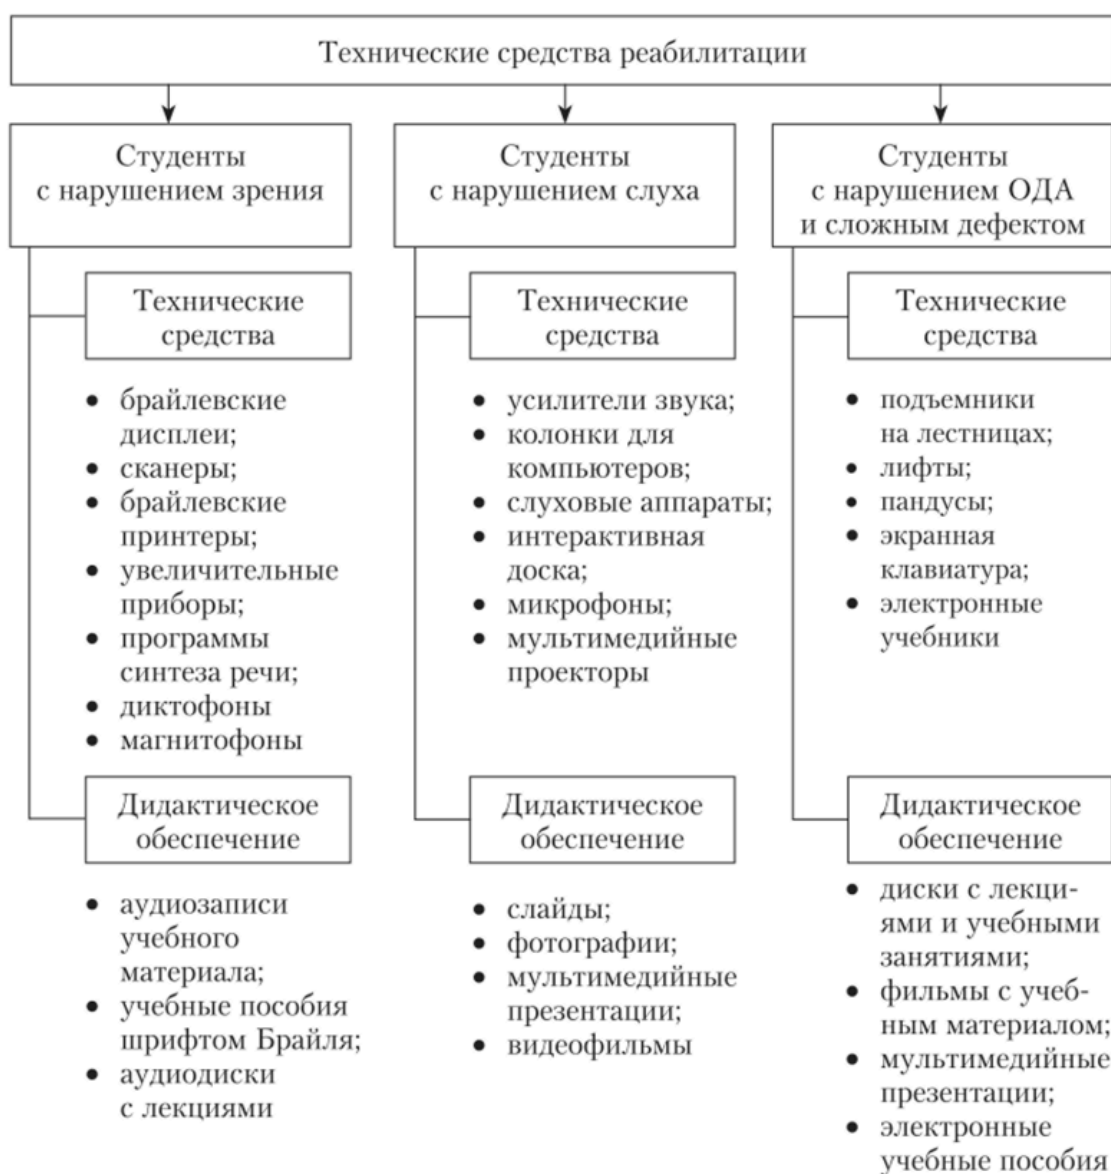 Технические средства реабилитации
Студенты
с нарушением зрения
Технические
средства
• брайлевские
дисплеи;
• сканеры;
• брайлевские
принтеры;
• увеличительные
приборы;
• программы
синтеза речи;
• диктофоны
• магнитофоны
Дидактическое
обеспечение
• аудиозаписи
учебного
материала;
• учебные пособия
шрифтом Брайля;
• аудиодиски
с лекциями
Студенты
с нарушением слуха
Технические
средства
• усилители звука;
• колонки для
компьютеров;
• слуховые аппараты;
• интерактивная
доска;
• микрофоны;
• мультимедийные
проекторы
Дидактическое
обеспечение
• слайды;
• фотографии;
• мультимедийные
презентации;
• видеофильмы
Студенты
с нарушением ОДА
и сложным дефектом
Технические
средства
• подъемники
на лестницах;
• лифты;
• пандусы;
• экранная
клавиатура;
• электронные
учебники
Дидактическое
обеспечение
• диски с лекци-
ями и учебными
занятиями;
• фильмы с учеб-
ным материалом;
• мультимедийные
презентации;
• электронные
учебные пособия